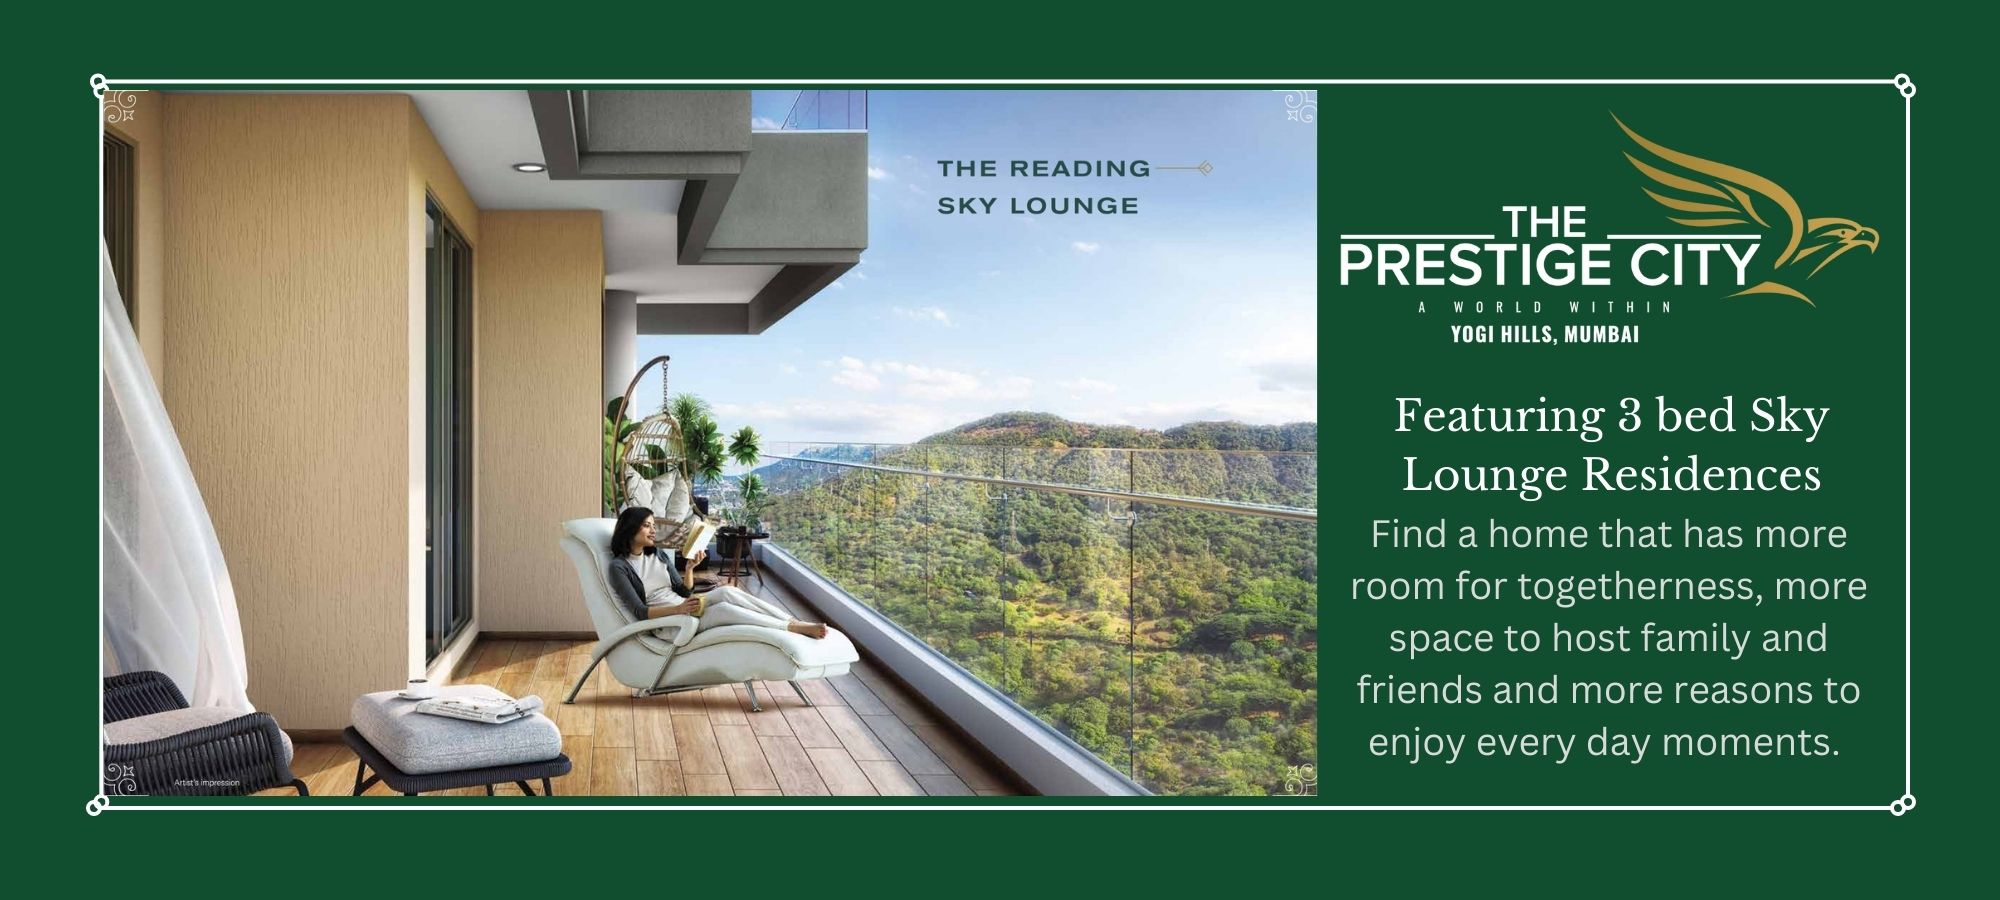 THE READING
SKY LOUNGE
Artist's impression
THE
PRESTIGE CITY
A WORLD WITHIN
YOGI HILLS, MUMBAI
Featuring 3 bed Sky
Lounge Residences
Find a home that has more
room for togetherness, more
space to host family and
friends and more reasons to
enjoy every day moments.